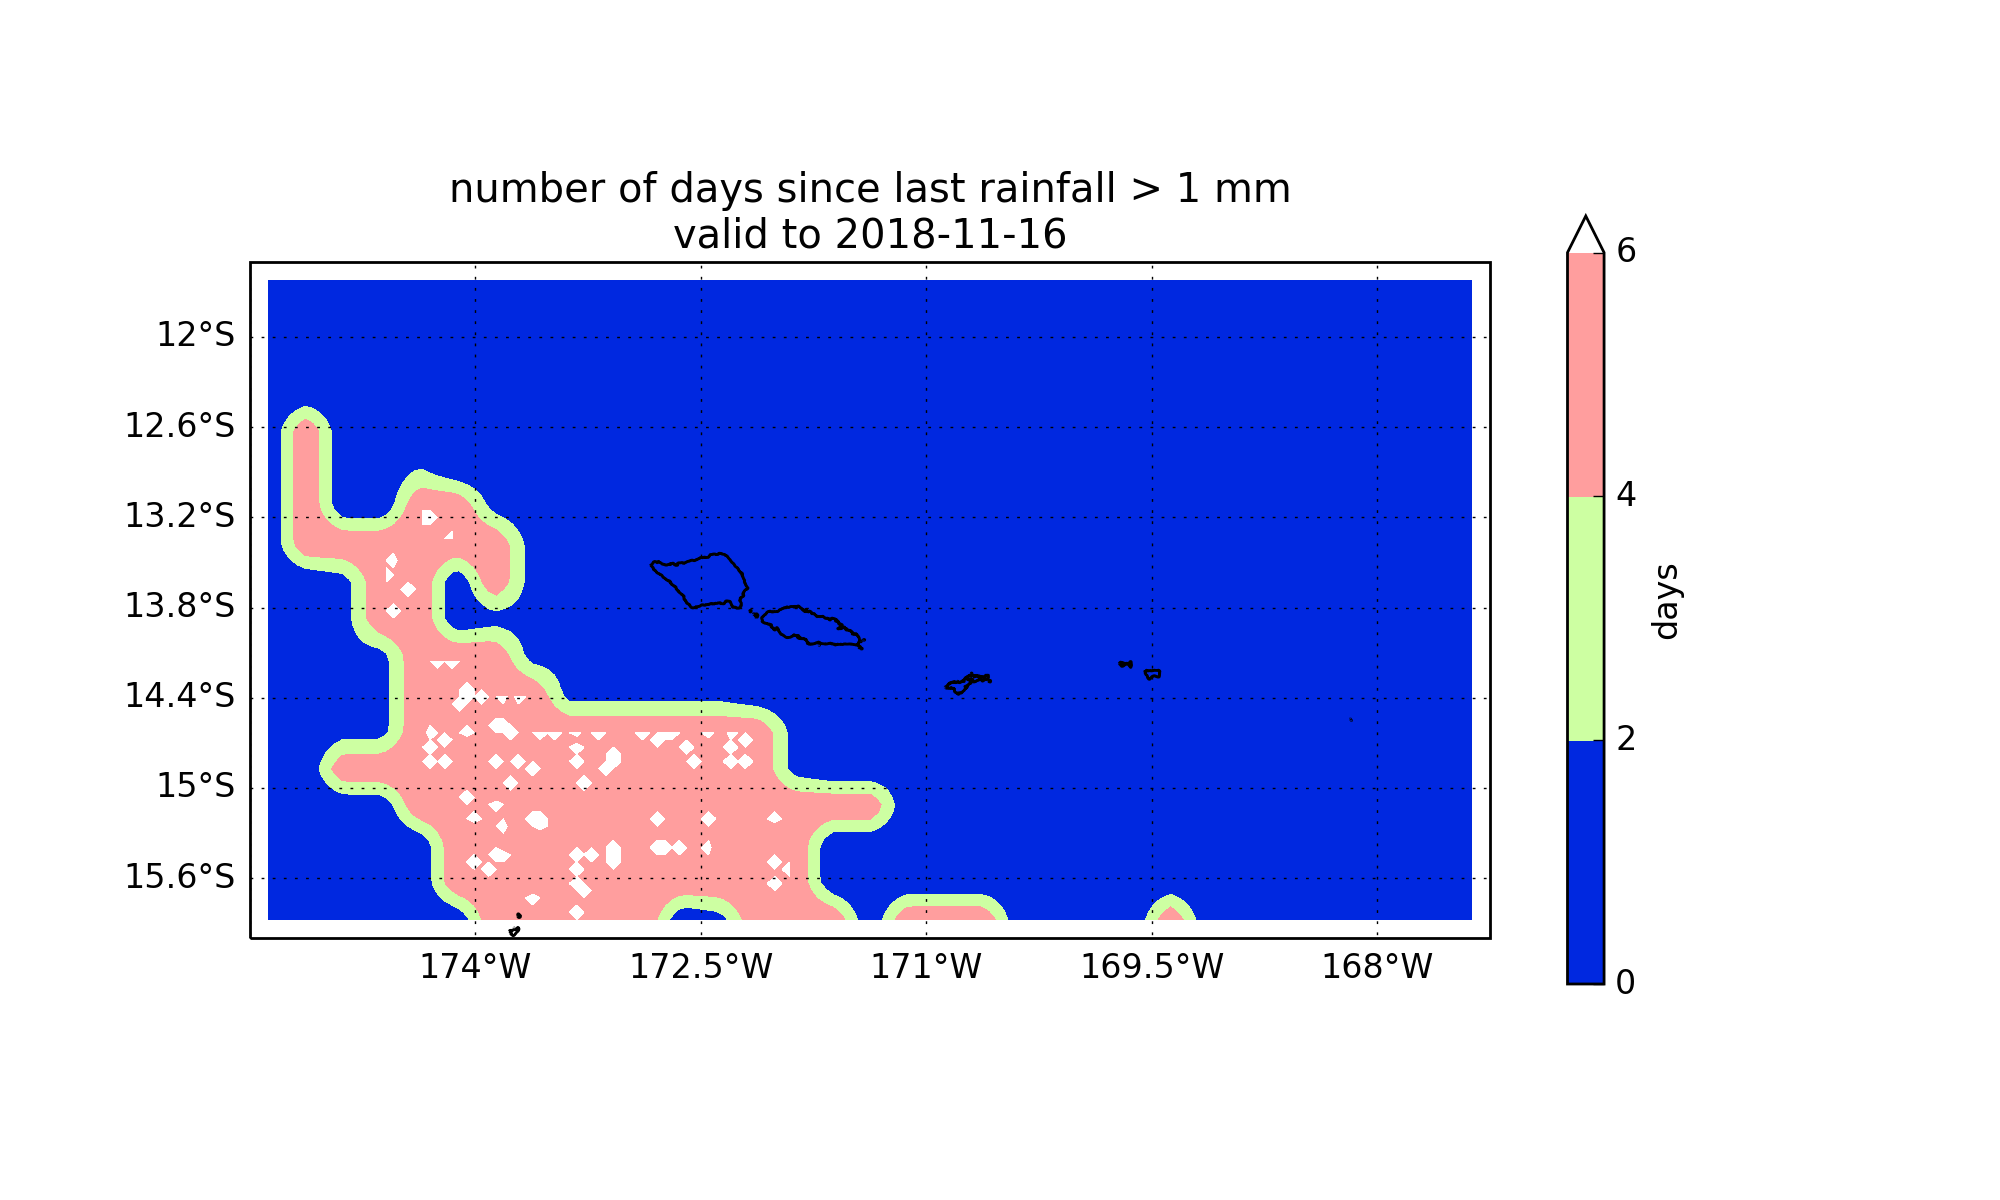 number of days since last rainfall > 1 mm
valid to 2018-11-16
12°S
12.6°S
13.2°S
13.8°S
14.4°S
15°S
15.6°S
174°W 172.5°W 171°W 169.5°W 168°W
6
4
2
0
days